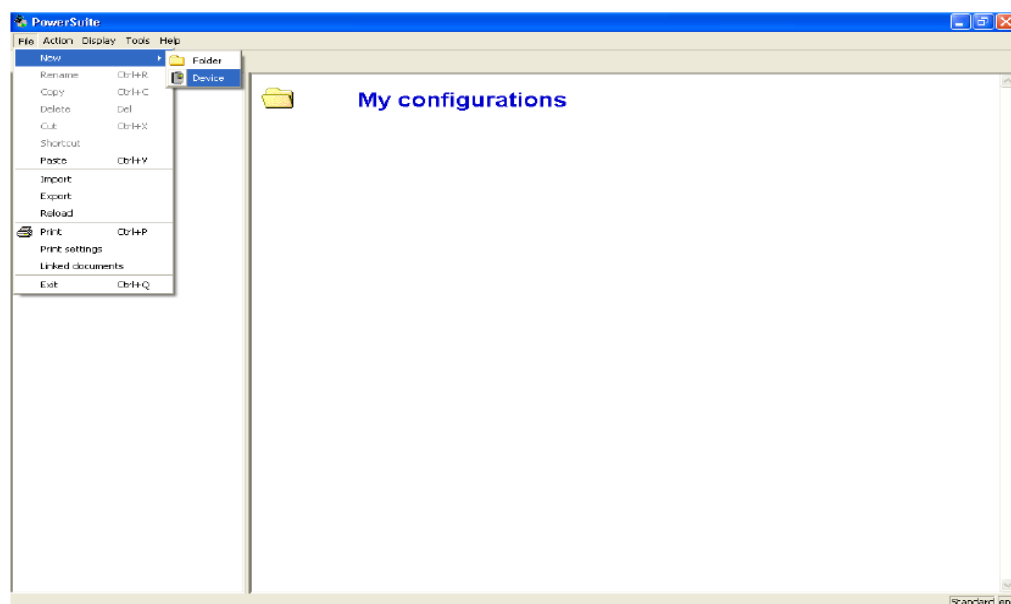 PowerSuite
File Action Display Tools Help
New
Folder
Rename Ctrl+R
Device
Copy Ctrl+C
My configurations
Delete Del
Cut Ctrl+X
Shortcut
Paste Ctrl+V
Import
Export
Reload
Print Ctrl+P
Print settings
Linked documents
Exit Ctrl+Q
Standard en